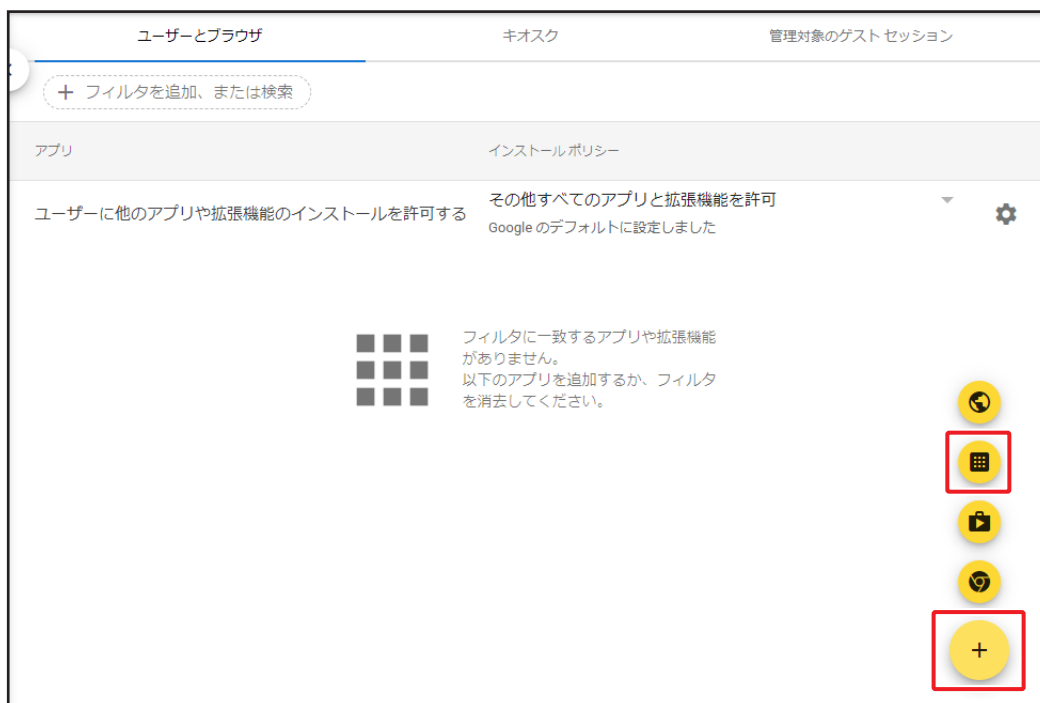 ユーザーとブラウザ
キオスク
管理対象のゲスト セッション
+ フィルタを追加、または検索
アプリ
インストール ポリシー
ユーザーに他のアプリや拡張機能のインストールを許可する
その他すべてのアプリと拡張機能を許可
Google のデフォルトに設定しました
フィルタに一致するアプリや拡張機能
がありません。
以下のアプリを追加するか、フィルタ
を消去してください。
+